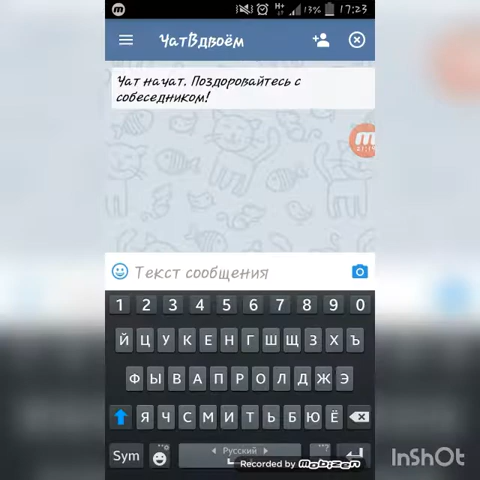 H+ 13% 17:23
ЧатВдвоём
Чат начат. Поздоровайтесь с
собеседником!
Текст сообщения
1 2 3 4 5 6 7 8 9 0
Й Ц У К Е Н Г Ш Щ З Х Ъ
Ф Ы В А П Р О Л Д Ж Э
Я Ч С М И Т Ь Б Ю Ё
Sym Русский
Recorded by mobizen
InShOt